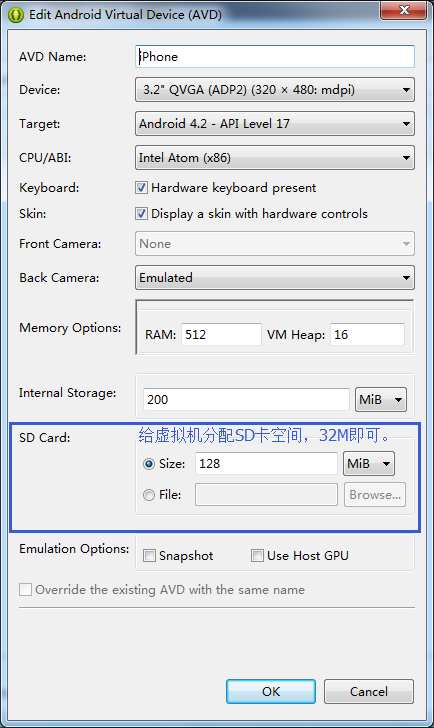 Edit Android Virtual Device (AVD)
AVD Name: iPhone
Device: 3.2" QVGA (ADP2) (320 × 480: mdpi)
Target: Android 4.2 - API Level 17
CPU/ABI: Intel Atom (x86)
Keyboard: Hardware keyboard present
Skin: Display a skin with hardware controls
Front Camera: None
Back Camera: Emulated
Memory Options: RAM: 512 VM Heap: 16
Internal Storage: 200 MiB
SD Card: 给虚拟机分配SD卡空间，32M即可。
Size: 128 MiB
File: Browse...
Emulation Options: Snapshot Use Host GPU
Override the existing AVD with the same name
OK Cancel